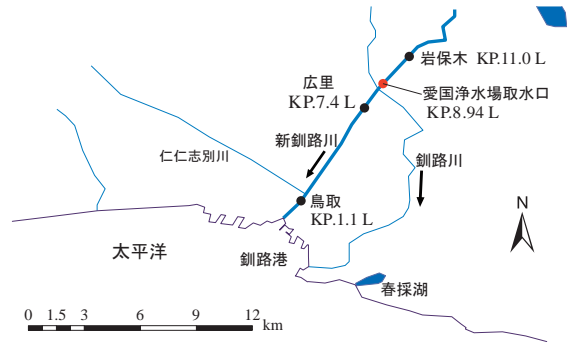 岩保木 KP.11.0 L
広里
KP.7.4 L
愛国浄水場取水口
KP.8.94 L
新釧路川
仁仁志別川
釧路川
鳥取
KP.1.1 L
N
太平洋
釧路港
春採湖
0 1.5 3 6 9 12
km